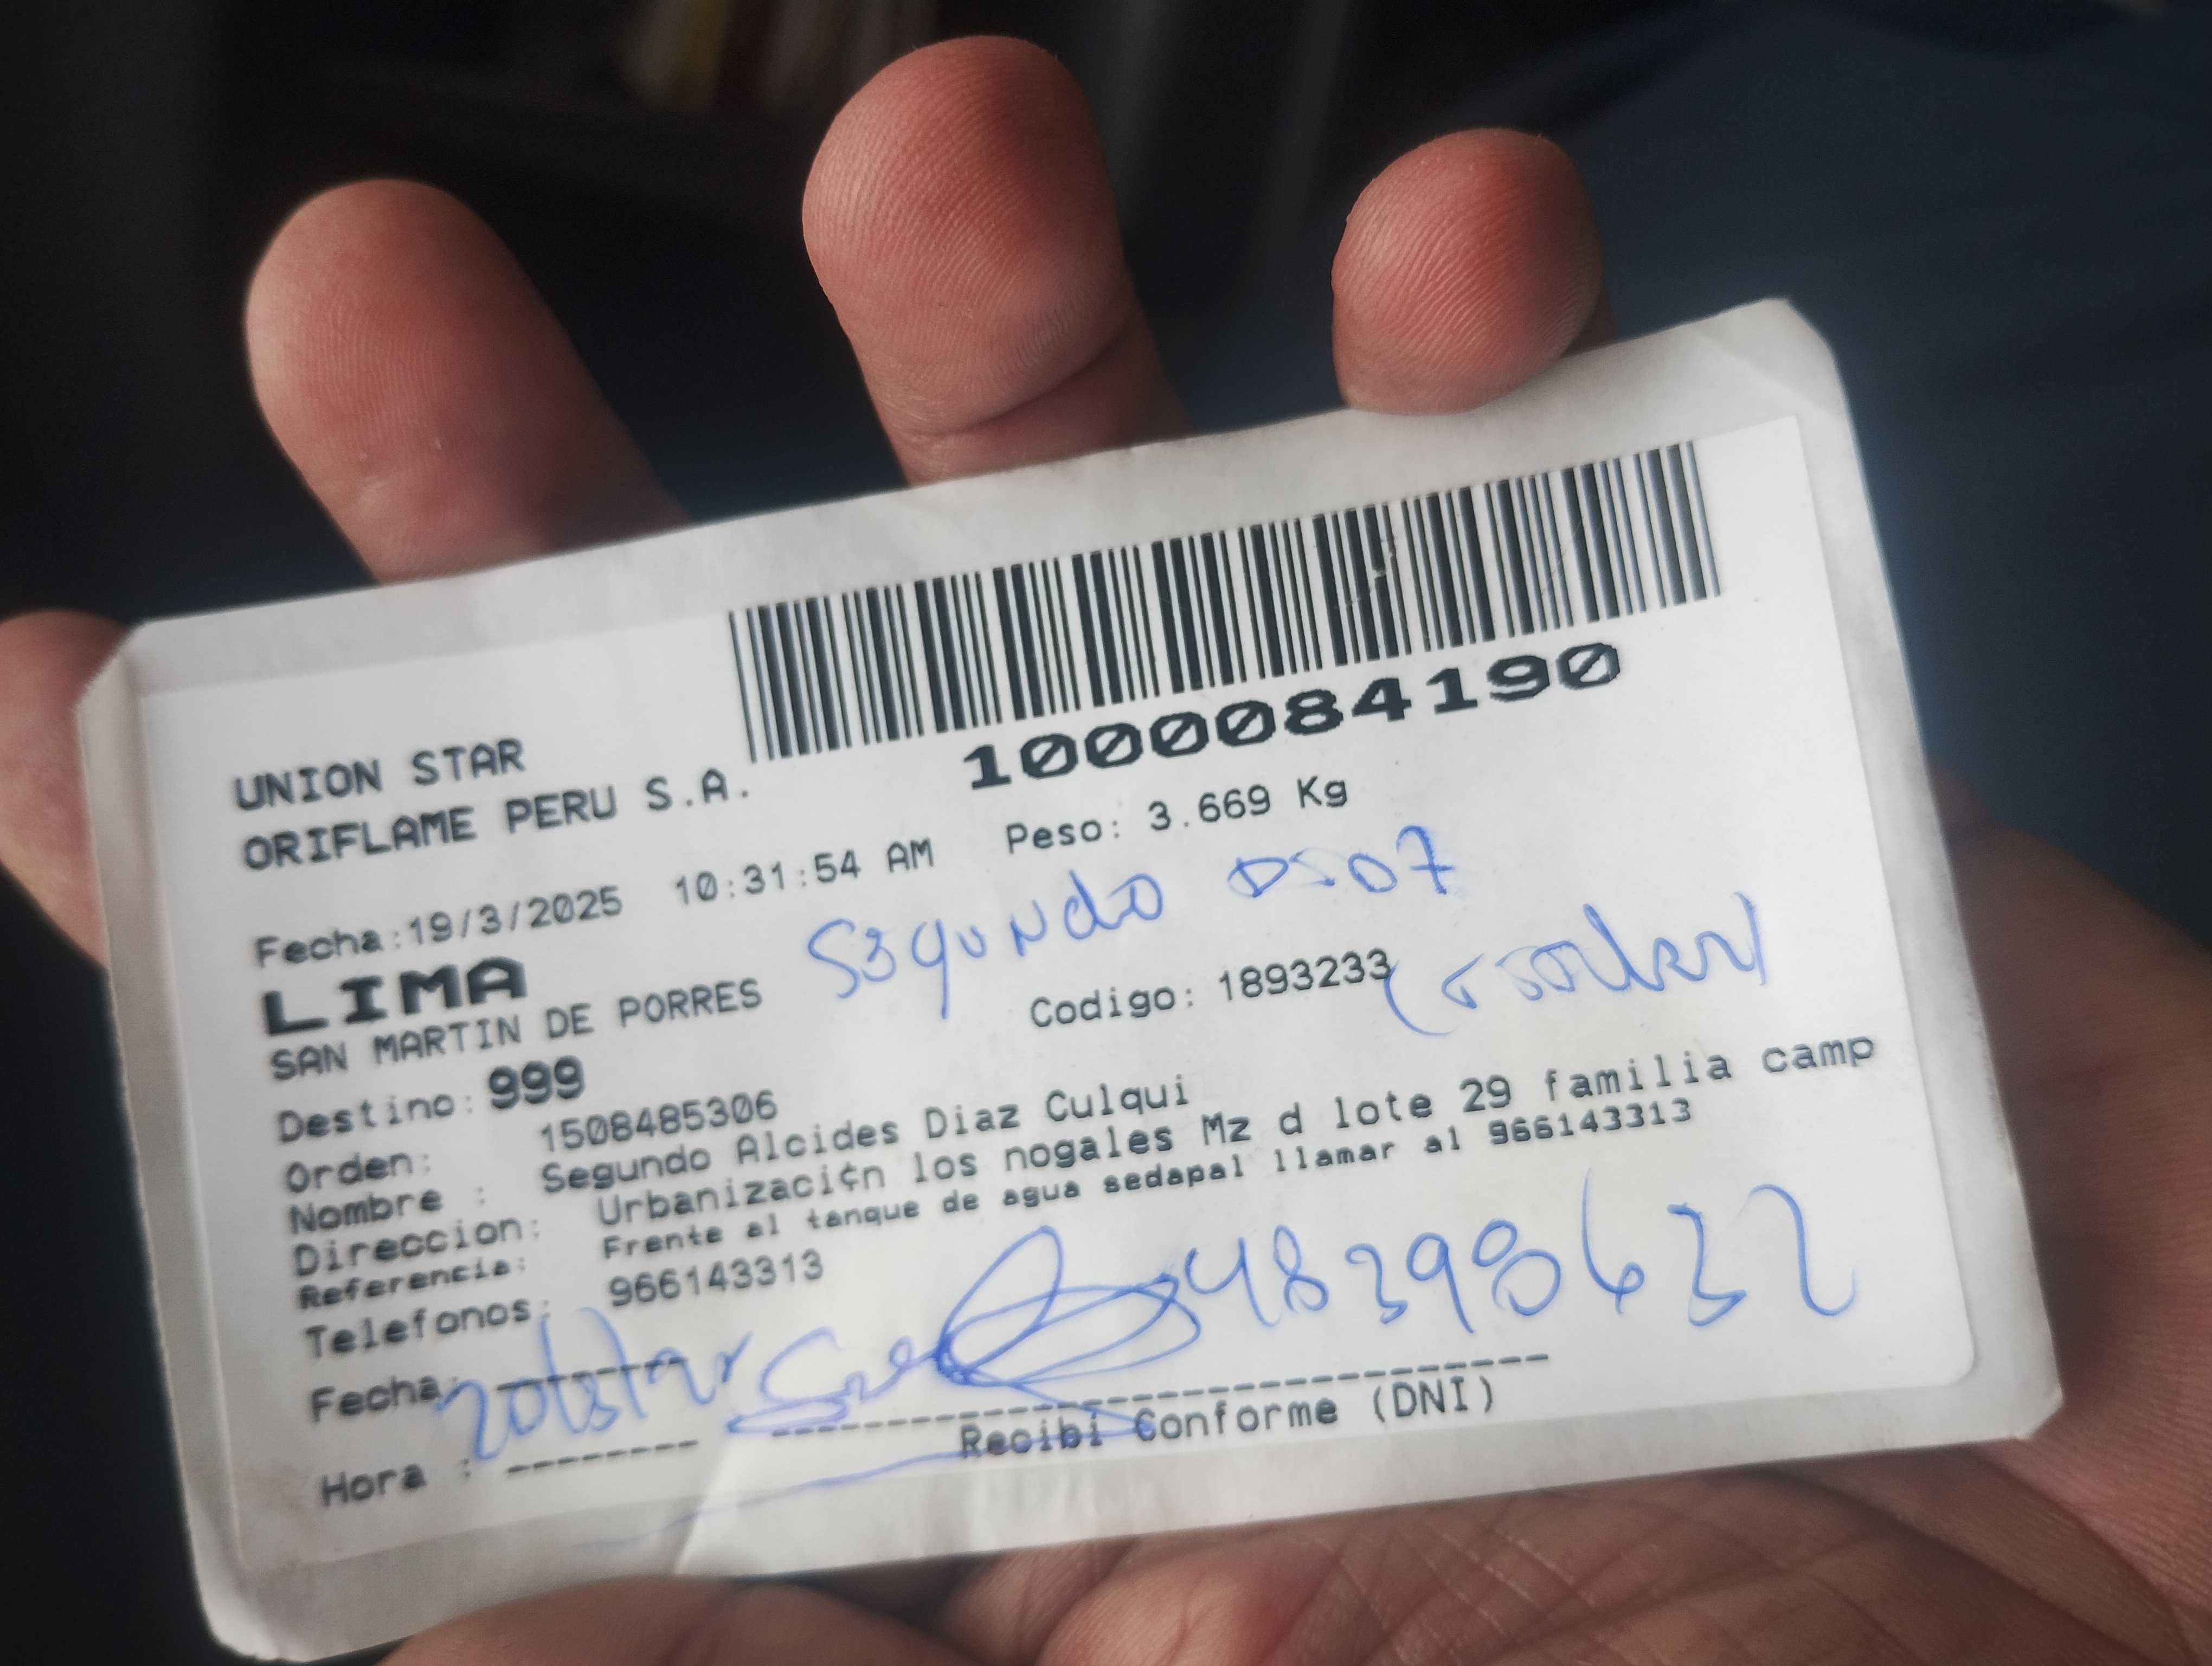 1000084190
UNION STAR
ORIFLAME PERU S.A.
Fecha:19/3/2025 10:31:54 AM Peso: 3.669 Kg
Segundo Diaz
LIMA
SAN MARTIN DE PORRES Codigo: 1893233
Destino: 999
Orden: 1508485306
Nombre : Segundo Alcides Diaz Culqui
Direccion: Urbanizaci¢n los nogales Mz d lote 29 familia camp
Referencia: Frente al tanque de agua sedapal llamar al 966143313
Telefonos: 966143313
48398632
Fecha:
Hora : Recibi Conforme (DNI)